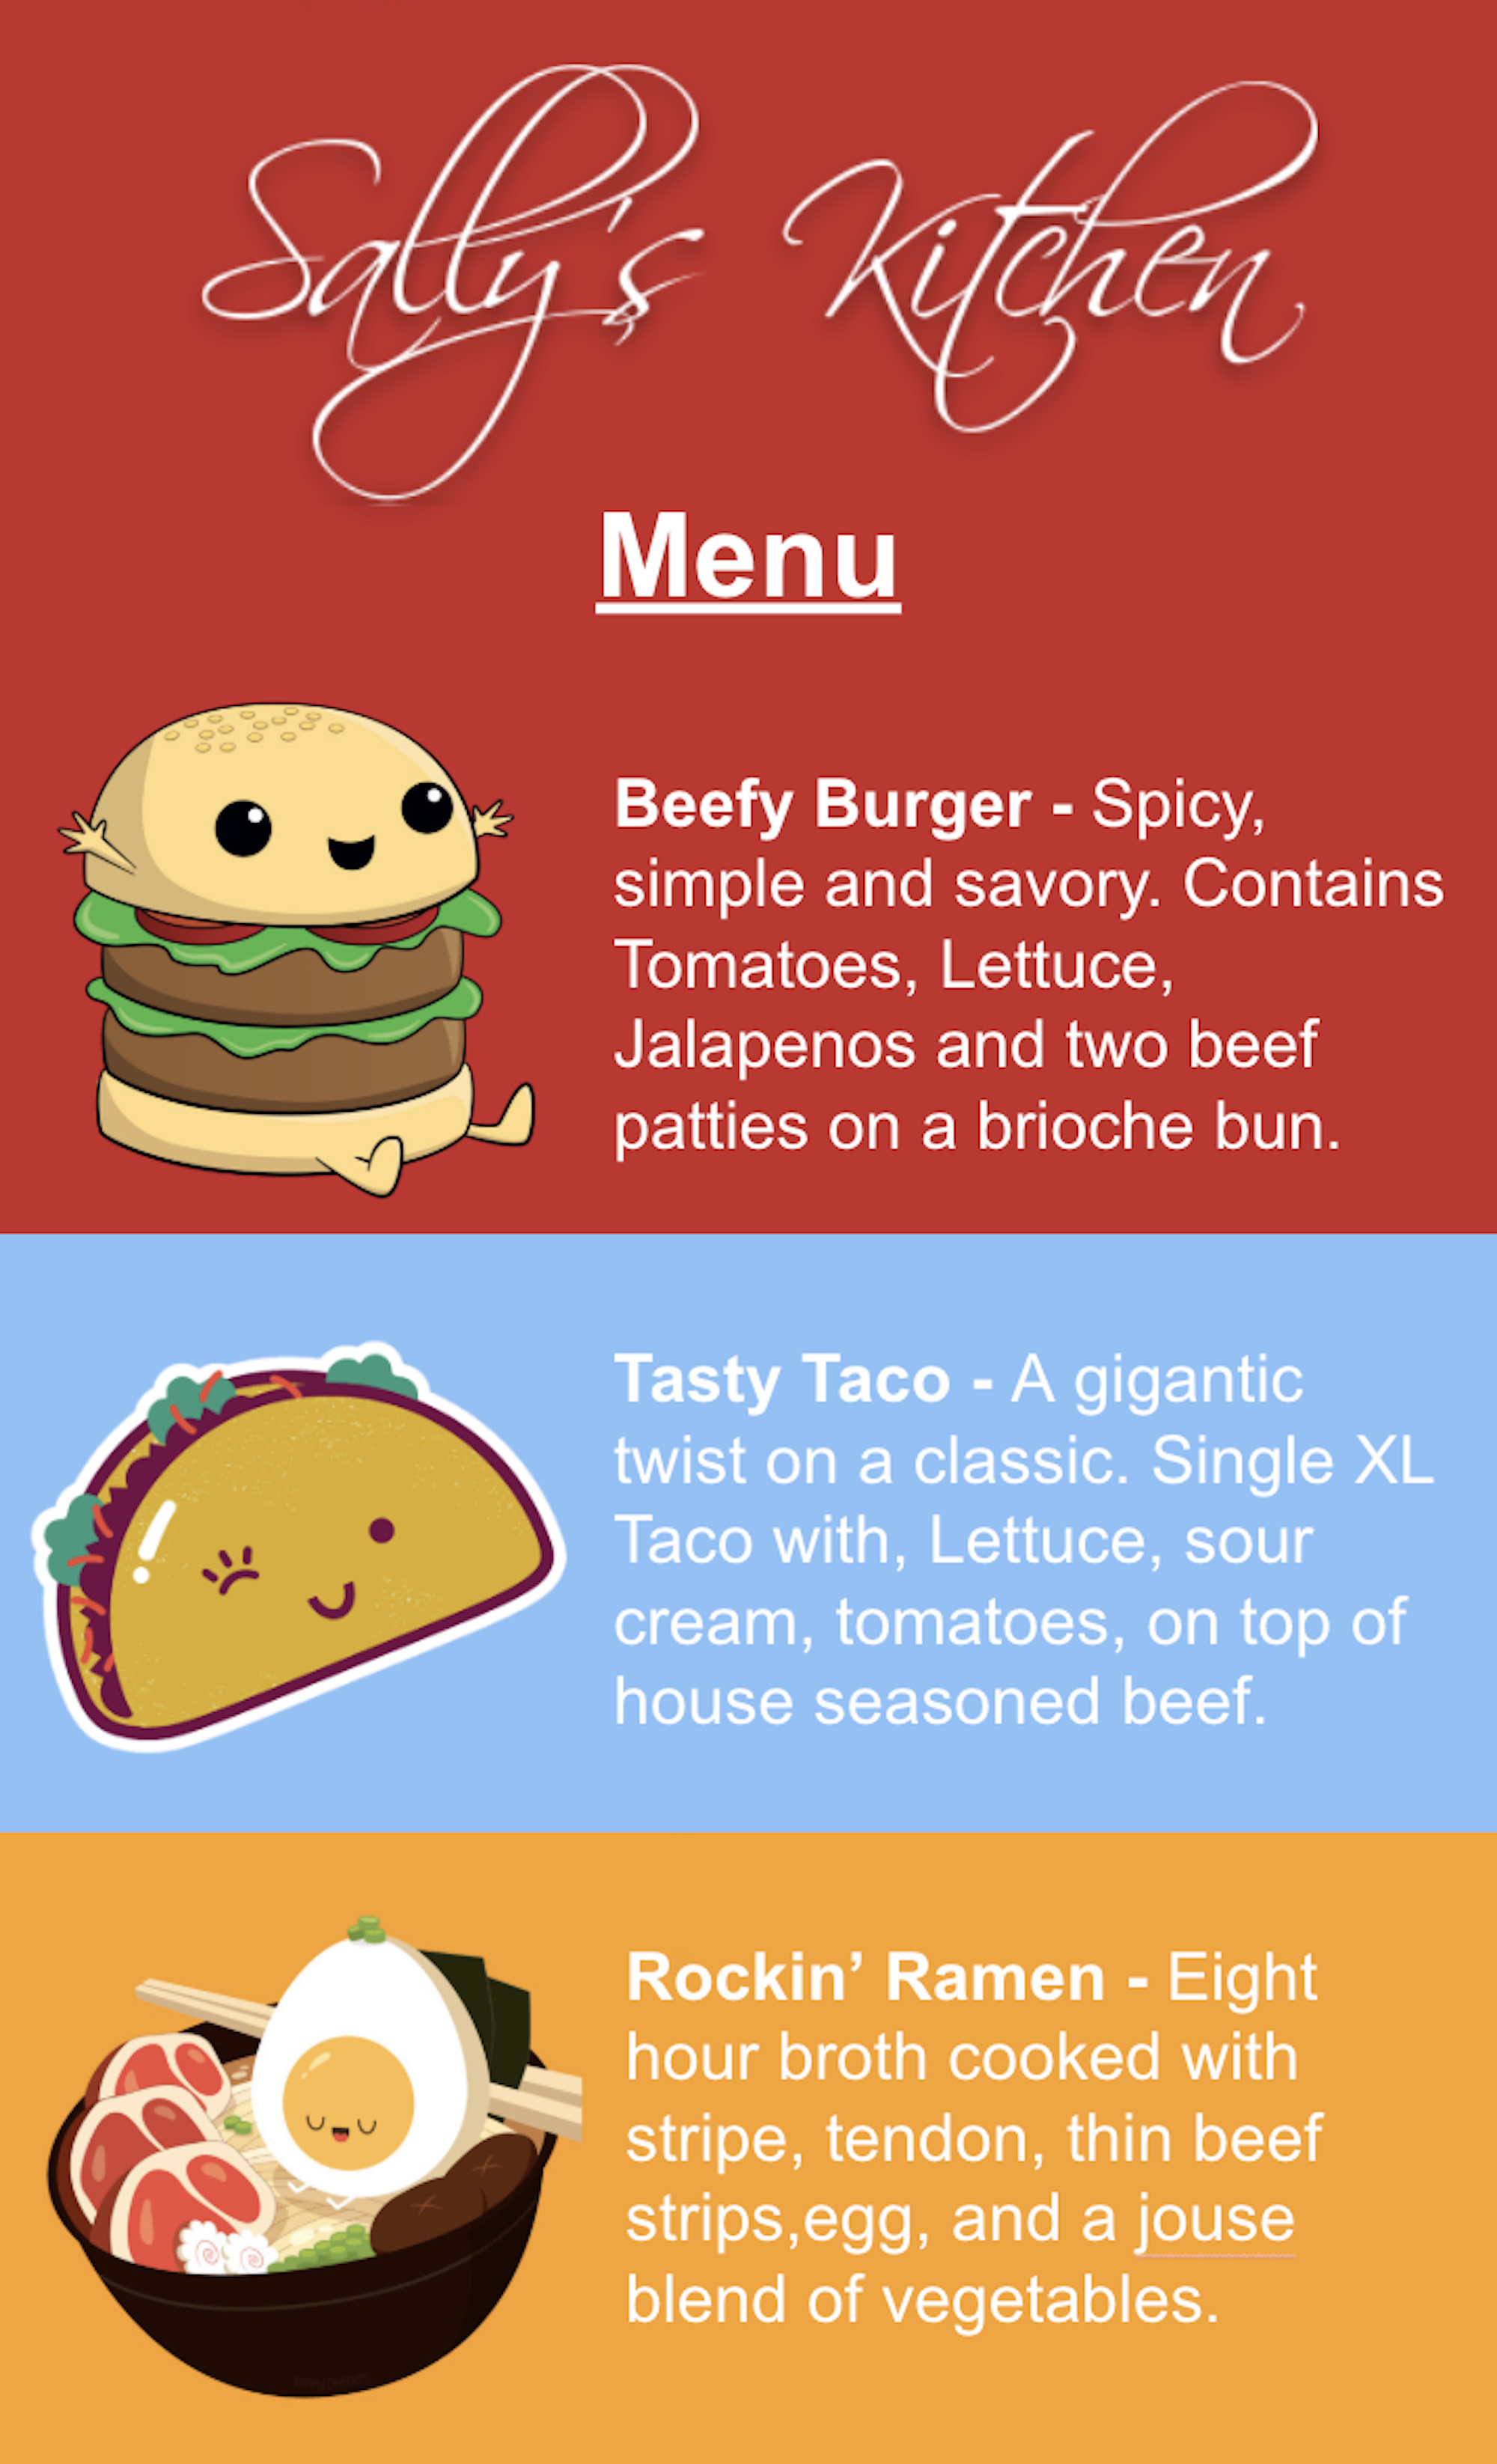 Sally's Kitchen
Menu
Beefy Burger - Spicy,
simple and savory. Contains
Tomatoes, Lettuce,
Jalapenos and two beef
patties on a brioche bun.
Tasty Taco - A gigantic
twist on a classic. Single XL
Taco with, Lettuce, sour
cream, tomatoes, on top of
house seasoned beef.
Rockin’ Ramen - Eight
hour broth cooked with
stripe, tendon, thin beef
strips,egg, and a jouse
blend of vegetables.